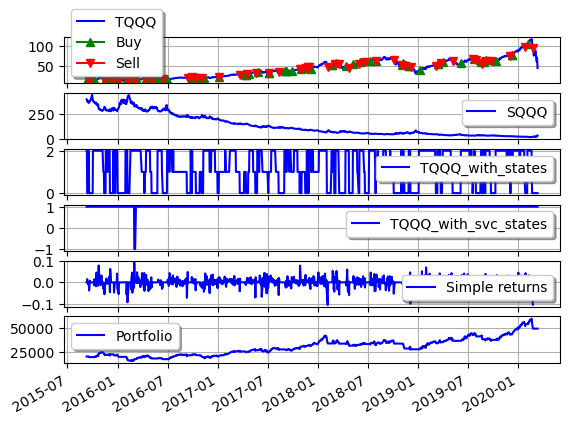 TQQQ
Buy
Sell
100
50
SQQQ
250
0
TQQQ_with_states
2
0
TQQQ_with_svc_states
1
−1
Simple returns
0.1
0.0
−0.1
Portfolio
50000
25000
2015-07
2016-01
2016-07
2017-01
2017-07
2018-01
2018-07
2019-01
2019-07
2020-01